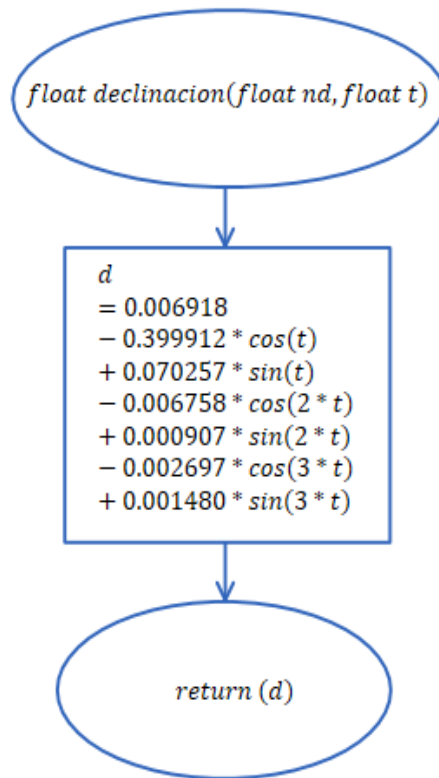 float declinacion(float nd, float t)
d
= 0.006918
− 0.399912 * cos(t)
+ 0.070257 * sin(t)
− 0.006758 * cos(2 * t)
+ 0.000907 * sin(2 * t)
− 0.002697 * cos(3 * t)
+ 0.001480 * sin(3 * t)
return (d)